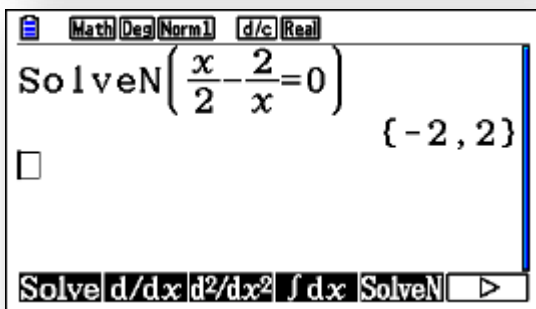 Math Deg Norm1 d/c Real
SolveN(x/2-2/x=0)
{-2,2}
Solve d/dx d²/dx² ∫dx SolveN ▷